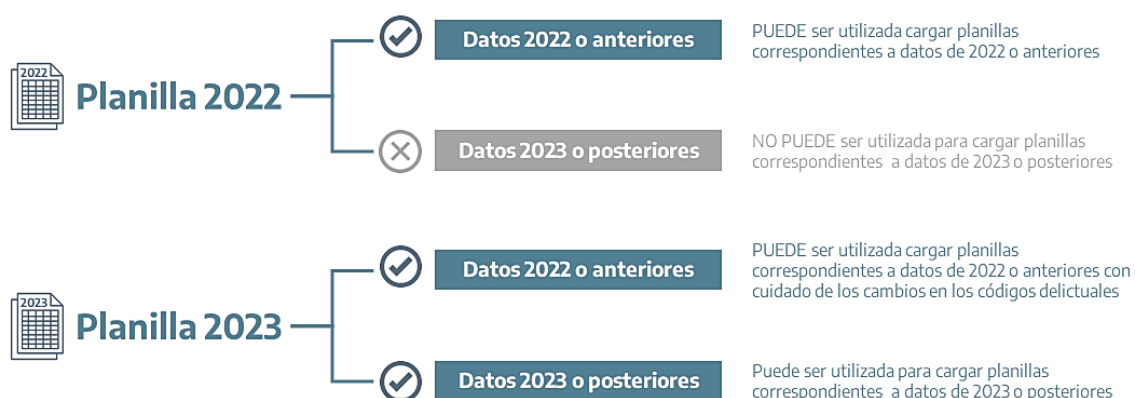 Datos 2022 o anteriores
PUEDE ser utilizada cargar planillas
correspondientes a datos de 2022 o anteriores
2022
Planilla 2022
Datos 2023 o posteriores
NO PUEDE ser utilizada para cargar planillas
correspondientes a datos de 2023 o posteriores
Datos 2022 o anteriores
PUEDE ser utilizada cargar planillas
correspondientes a datos de 2022 o anteriores con
cuidado de los cambios en los códigos delictuales
2023
Planilla 2023
Datos 2023 o posteriores
Puede ser utilizada para cargar planillas
correspondientes a datos de 2023 o posteriores